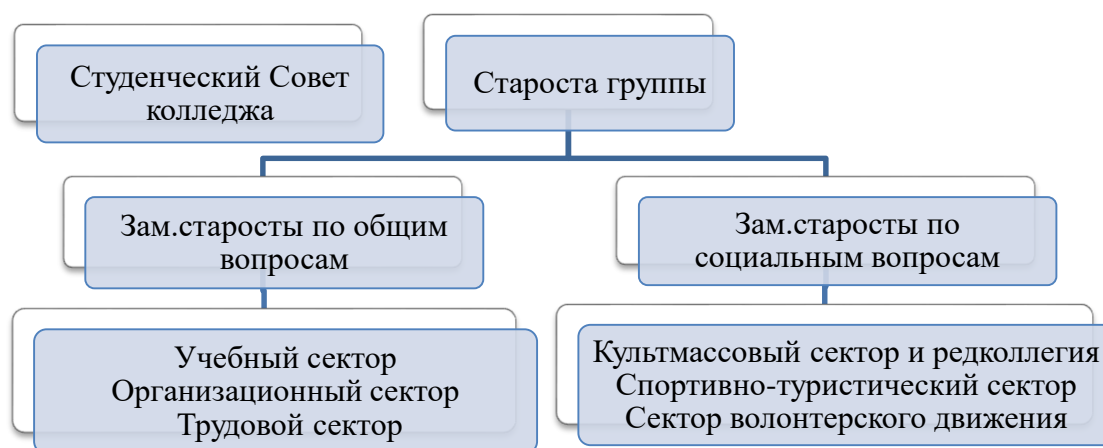 Студенческий Совет
колледжа
Староста группы
Зам.старосты по общим
вопросам
Зам.старосты по
социальным вопросам
Учебный сектор
Организационный сектор
Трудовой сектор
Культмассовый сектор и редколлегия
Спортивно-туристический сектор
Сектор волонтерского движения